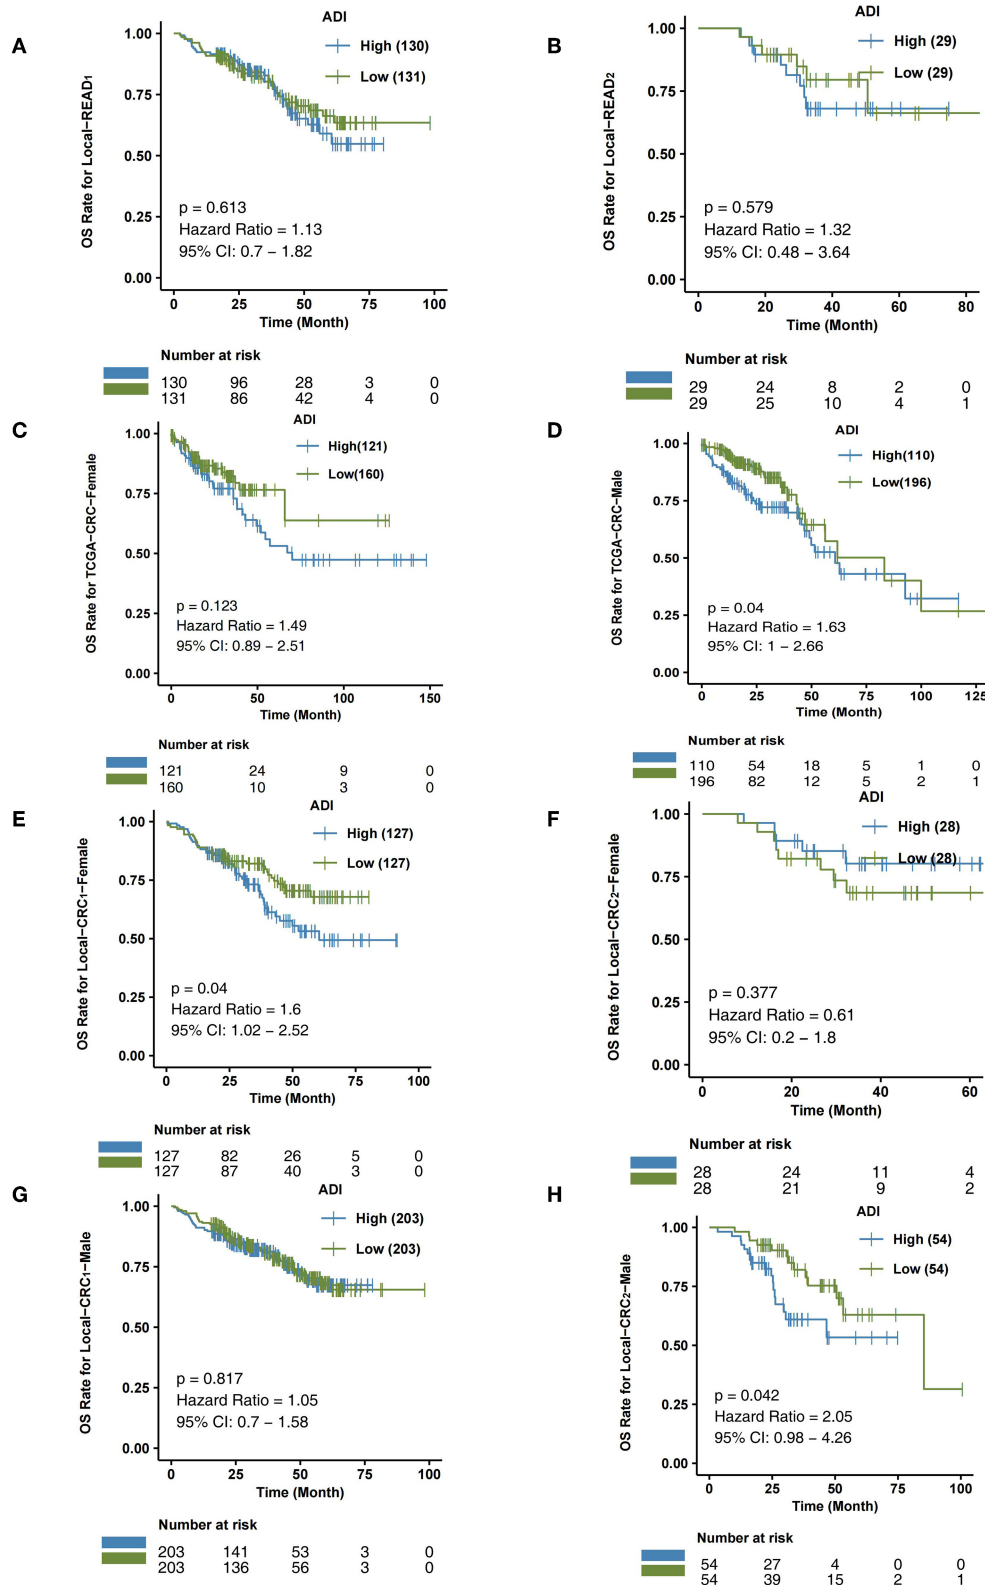 A
ADI
High (130)
Low (131)
OS Rate for Local−READ1
1.00
0.75
0.50
0.25
0.00
p = 0.613
Hazard Ratio = 1.13
95% CI: 0.7 − 1.82
0 25 50 75 100
Time (Month)
Number at risk
130 96 28 3 0
131 86 42 4 0
B
ADI
High (29)
Low (29)
OS Rate for Local−READ2
1.00
0.75
0.50
0.25
0.00
p = 0.579
Hazard Ratio = 1.32
95% CI: 0.48 − 3.64
0 20 40 60 80
Time (Month)
Number at risk
29 24 8 2 0
29 25 10 4 1
C
ADI
High(121)
Low(160)
OS Rate for TCGA−CRC−Female
1.00
0.75
0.50
0.25
0.00
p = 0.123
Hazard Ratio = 1.49
95% CI: 0.89 − 2.51
0 50 100 150
Time (Month)
Number at risk
121 24 9 0
160 10 3 0
D
ADI
High(110)
Low(196)
OS Rate for TCGA−CRC−Male
1.00
0.75
0.50
0.25
0.00
p = 0.04
Hazard Ratio = 1.63
95% CI: 1 − 2.66
0 25 50 75 100 125
Time (Month)
Number at risk
110 54 18 5 1 0
196 82 12 5 2 1
E
ADI
High (127)
Low (127)
OS Rate for Local−CRC1−Female
1.00
0.75
0.50
0.25
0.00
p = 0.04
Hazard Ratio = 1.6
95% CI: 1.02 − 2.52
0 25 50 75 100
Time (Month)
Number at risk
127 82 26 5 0
127 87 40 3 0
F
ADI
High (28)
Low (28)
OS Rate for Local−CRC2−Female
1.00
0.75
0.50
0.25
0.00
p = 0.377
Hazard Ratio = 0.61
95% CI: 0.2 − 1.8
0 20 40 60
Time (Month)
Number at risk
28 24 11 4
28 21 9 2
G
ADI
High (203)
Low (203)
OS Rate for Local−CRC1−Male
1.00
0.75
0.50
0.25
0.00
p = 0.817
Hazard Ratio = 1.05
95% CI: 0.7 − 1.58
0 25 50 75 100
Time (Month)
Number at risk
203 141 53 3 0
203 136 56 3 0
H
ADI
High (54)
Low (54)
OS Rate for Local−CRC2−Male
1.00
0.75
0.50
0.25
0.00
p = 0.042
Hazard Ratio = 2.05
95% CI: 0.98 − 4.26
0 25 50 75 100
Time (Month)
Number at risk
54 27 4 0 0
54 39 15 2 1